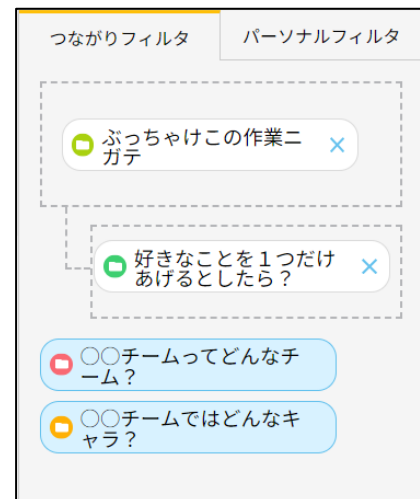 つながりフィルタ パーソナルフィルタ
ぶっちゃけこの作業ニ
ガテ
好きなことを１つだけ
あげるとしたら？
〇〇チームってどんなチ
ーム？
〇〇チームではどんなキ
ャラ？